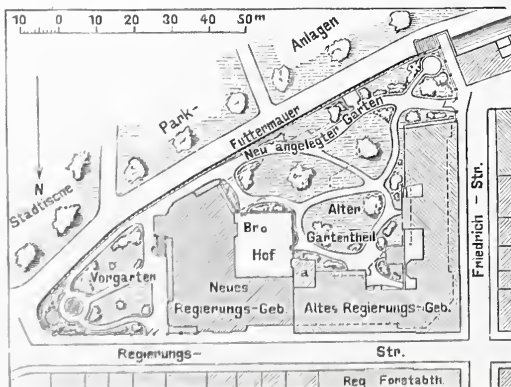 10 0 10 20 30 40 50 m
Anlagen
Park-
Städtische
N
Futtermauer
Neu angelegter Garten
Alter
Gartentheil
Bro
Hof
a
Vorgarten
Neues
Regierungs-Geb.
Altes Regierungs-Geb.
Friedrich - Str.
Regierungs- Str.
Reg Forstabth.